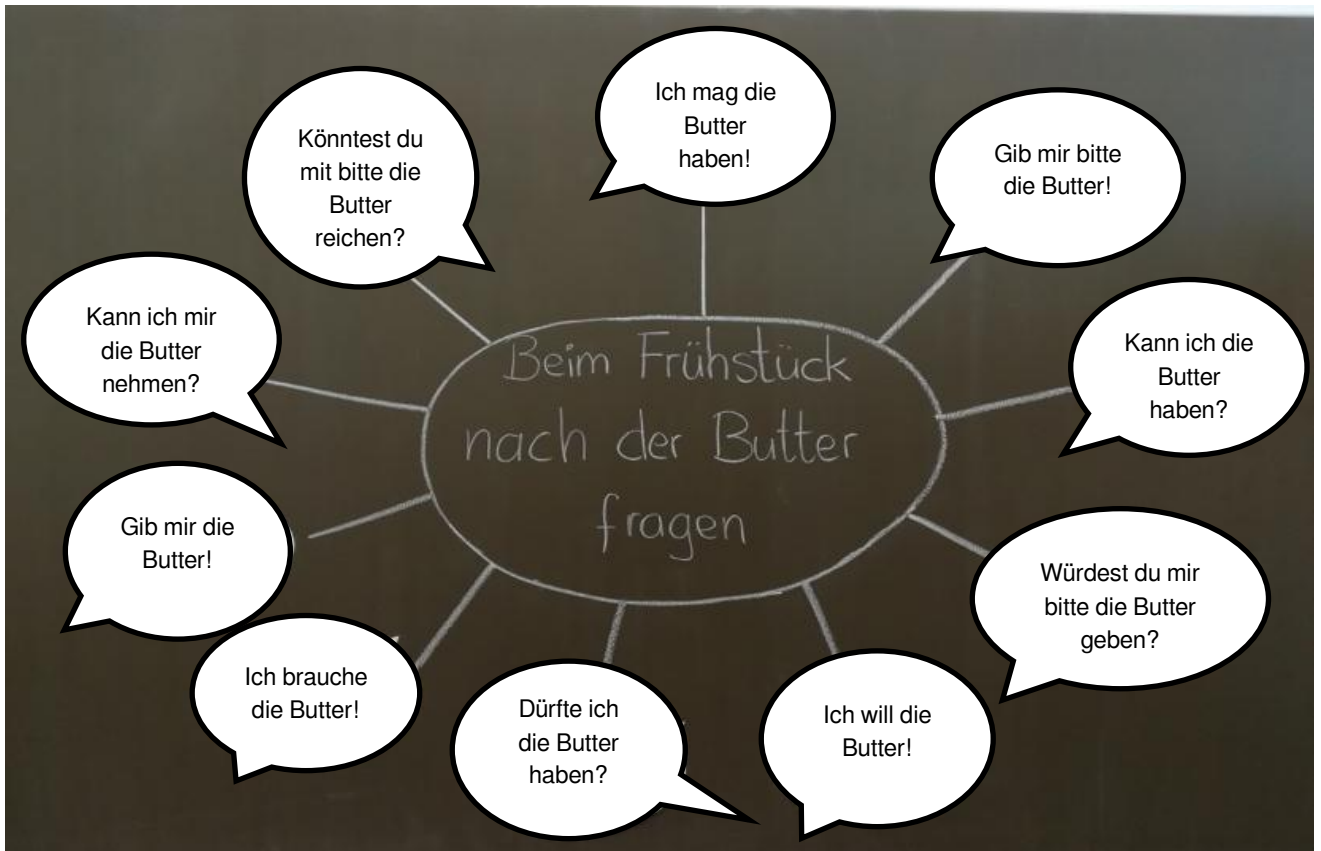 Ich mag die
Butter
haben!
Könntest du
mit bitte die
Butter
reichen?
Gib mir bitte
die Butter!
Kann ich mir
die Butter
nehmen?
Kann ich die
Butter
haben?
Beim Frühstück
nach der Butter
fragen
Gib mir die
Butter!
Würdest du mir
bitte die Butter
geben?
Ich brauche
die Butter!
Dürfte ich
die Butter
haben?
Ich will die
Butter!